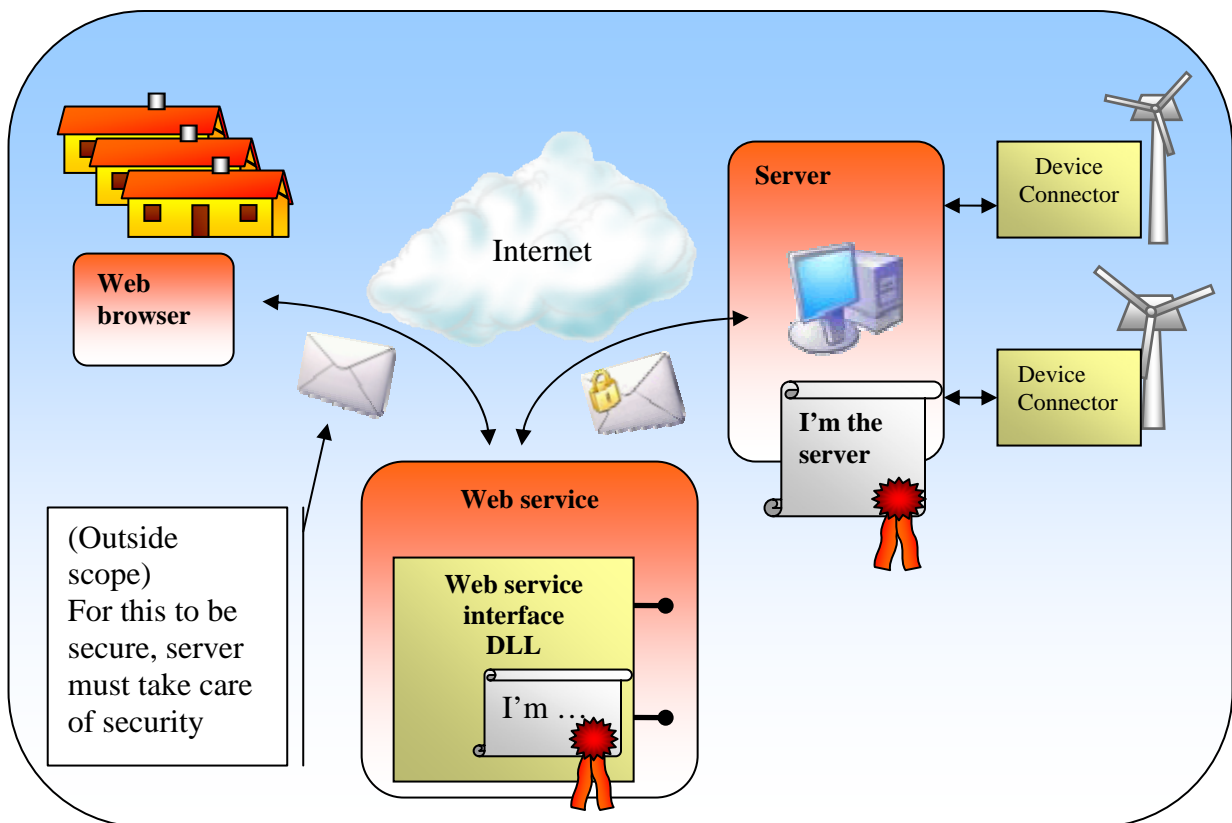 Web
browser
Internet
Server
Device
Connector
Device
Connector
I'm the
server
(Outside
scope)
For this to be
secure, server
must take care
of security
Web service
Web service
interface
DLL
I'm …